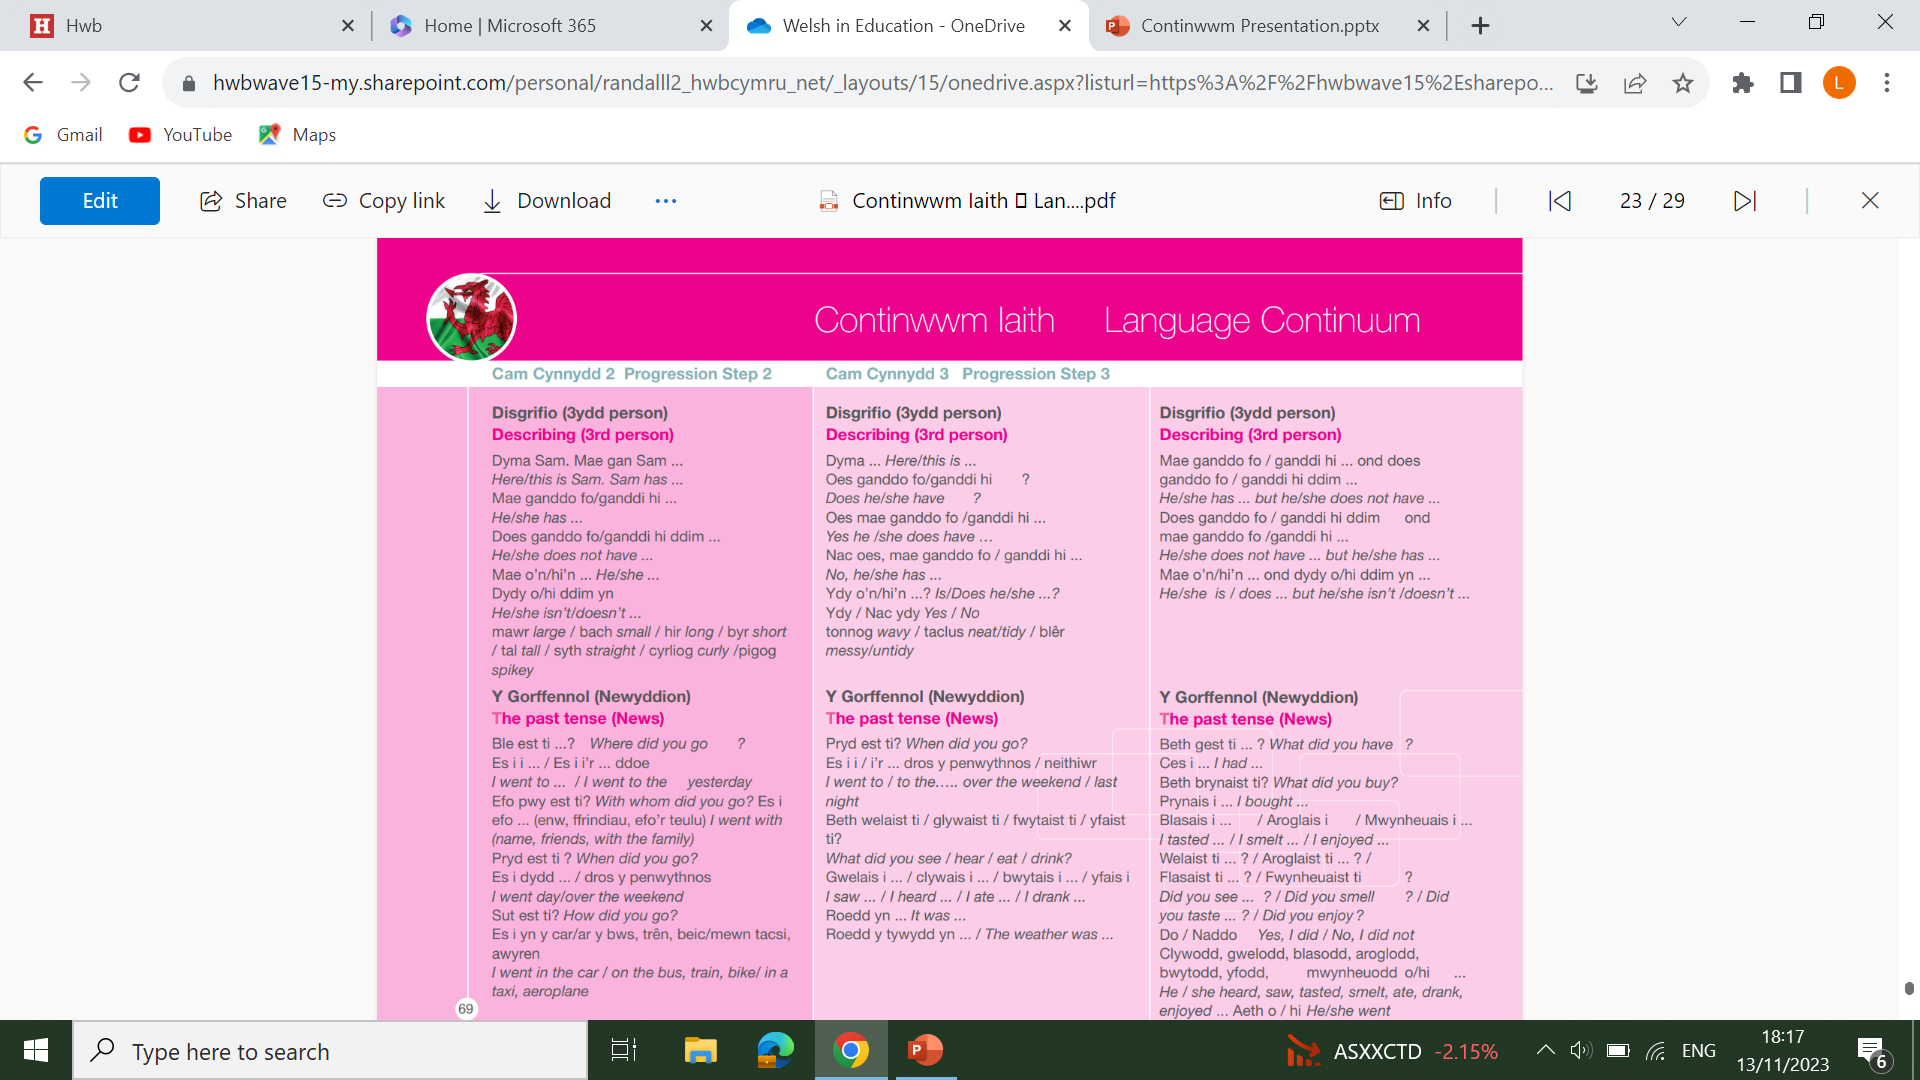 Hwb
Home | Microsoft 365
Welsh in Education - OneDrive
Continwwm Presentation.pptx
hwbwave15-my.sharepoint.com/personal/randalll2_hwbcymru_net/_layouts/15/onedrive.aspx?listurl=https%3A%2F%2Fhwbwave15%2Esharepo...
L
Gmail
YouTube
Maps
Edit
Share
Copy link
Download
Continwwm Iaith ▯ Lan....pdf
Info
23 / 29
Continwwm Iaith Language Continuum
Cam Cynnydd 2 Progression Step 2
Cam Cynnydd 3 Progression Step 3
Disgrifio (3ydd person)
Describing (3rd person)
Dyma Sam. Mae gan Sam ...
Here/this is Sam. Sam has ...
Mae ganddo fo/ganddi hi ...
He/she has ...
Does ganddo fo/ganddi hi ddim ...
He/she does not have ...
Mae o'n/hi'n ... He/she ...
Dydy o/hi ddim yn
He/she isn't/doesn't ...
mawr large / bach small / hir long / byr short
/ tal tall / syth straight / cyrliog curly /pigog
spikey
Y Gorffennol (Newyddion)
The past tense (News)
Ble est ti ...? Where did you go ?
Es i i ... / Es i i'r ... ddoe
I went to ... / I went to the yesterday
Efo pwy est ti? With whom did you go? Es i
efo ... (enw, ffrindiau, efo'r teulu) I went with
(name, friends, with the family)
Pryd est ti ? When did you go?
Es i dydd ... / dros y penwythnos
I went day/over the weekend
Sut est ti? How did you go?
Es i yn y car/ar y bws, trên, beic/mewn tacsi,
awyren
I went in the car / on the bus, train, bike/ in a
taxi, aeroplane
69
Disgrifio (3ydd person)
Describing (3rd person)
Dyma ... Here/this is ...
Oes ganddo fo/ganddi hi ?
Does he/she have ?
Oes mae ganddo fo /ganddi hi ...
Yes he /she does have ...
Nac oes, mae ganddo fo / ganddi hi ...
No, he/she has ...
Ydy o'n/hi'n ...? Is/Does he/she ...?
Ydy / Nac ydy Yes / No
tonnog wavy / taclus neat/tidy / blêr
messy/untidy
Y Gorffennol (Newyddion)
The past tense (News)
Pryd est ti? When did you go?
Es i i / i'r ... dros y penwythnos / neithiwr
I went to / to the..... over the weekend / last
night
Beth welaist ti / glywaist ti / fwytaist ti / yfaist
ti?
What did you see / hear / eat / drink?
Gwelais i ... / clywais i ... / bwytais i ... / yfais i
I saw ... / I heard ... / I ate ... / I drank ...
Roedd yn ... It was ...
Roedd y tywydd yn ... / The weather was ...
Disgrifio (3ydd person)
Describing (3rd person)
Mae ganddo fo / ganddi hi ... ond does
ganddo fo / ganddi hi ddim ...
He/she has ... but he/she does not have ...
Does ganddo fo / ganddi hi ddim ond
mae ganddo fo /ganddi hi ...
He/she does not have ... but he/she has ...
Mae o'n/hi'n ... ond dydy o/hi ddim yn ...
He/she is / does ... but he/she isn't /doesn't ...
Y Gorffennol (Newyddion)
The past tense (News)
Beth gest ti ... ? What did you have ?
Ces i ... I had ...
Beth brynaist ti? What did you buy?
Prynais i ... I bought ...
Blasais i ... / Aroglais i / Mwynheuais i ...
I tasted ... / I smelt ... / I enjoyed ...
Welaist ti ... ? / Aroglaist ti ... ? /
Flasaist ti ... ? / Fwynheuaist ti ?
Did you see ... ? / Did you smell ? / Did
you taste ... ? / Did you enjoy ?
Do / Naddo Yes, I did / No, I did not
Clywodd, gwelodd, blasodd, aroglodd,
bwytodd, yfodd, mwynheuodd o/hi ...
He / she heard, saw, tasted, smelt, ate, drank,
enjoyed ... Aeth o / hi He/she went
Type here to search
ASXXCTD -2.15%
ENG
18:17
13/11/2023
6